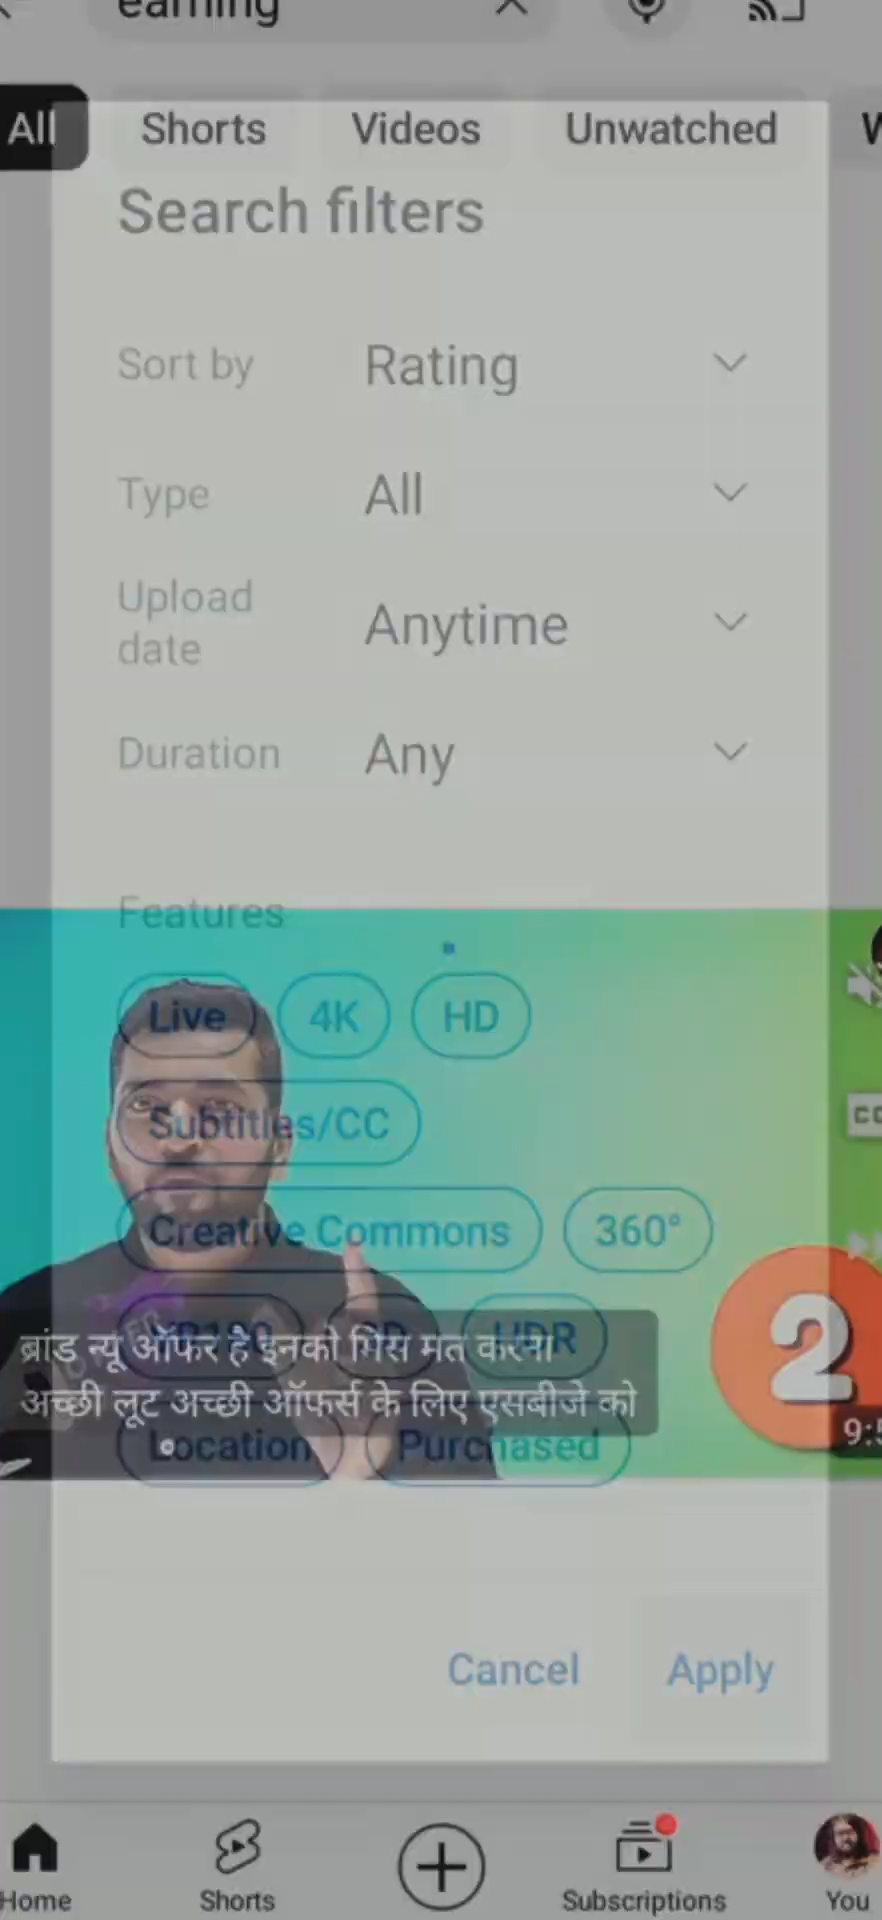 earning
All Shorts Videos Unwatched
Search filters
Sort by Rating
Type All
Upload
date
Anytime
Duration Any
Features
Live 4K HD
Subtitles/CC
Creative Commons 360°
HDR
ब्रांड न्यू ऑफर है इनको मिस मत करना
अच्छी लूट अच्छी ऑफर्स के लिए एसबीजे को
2
Location Purchased
Cancel Apply
Home Shorts Subscriptions You